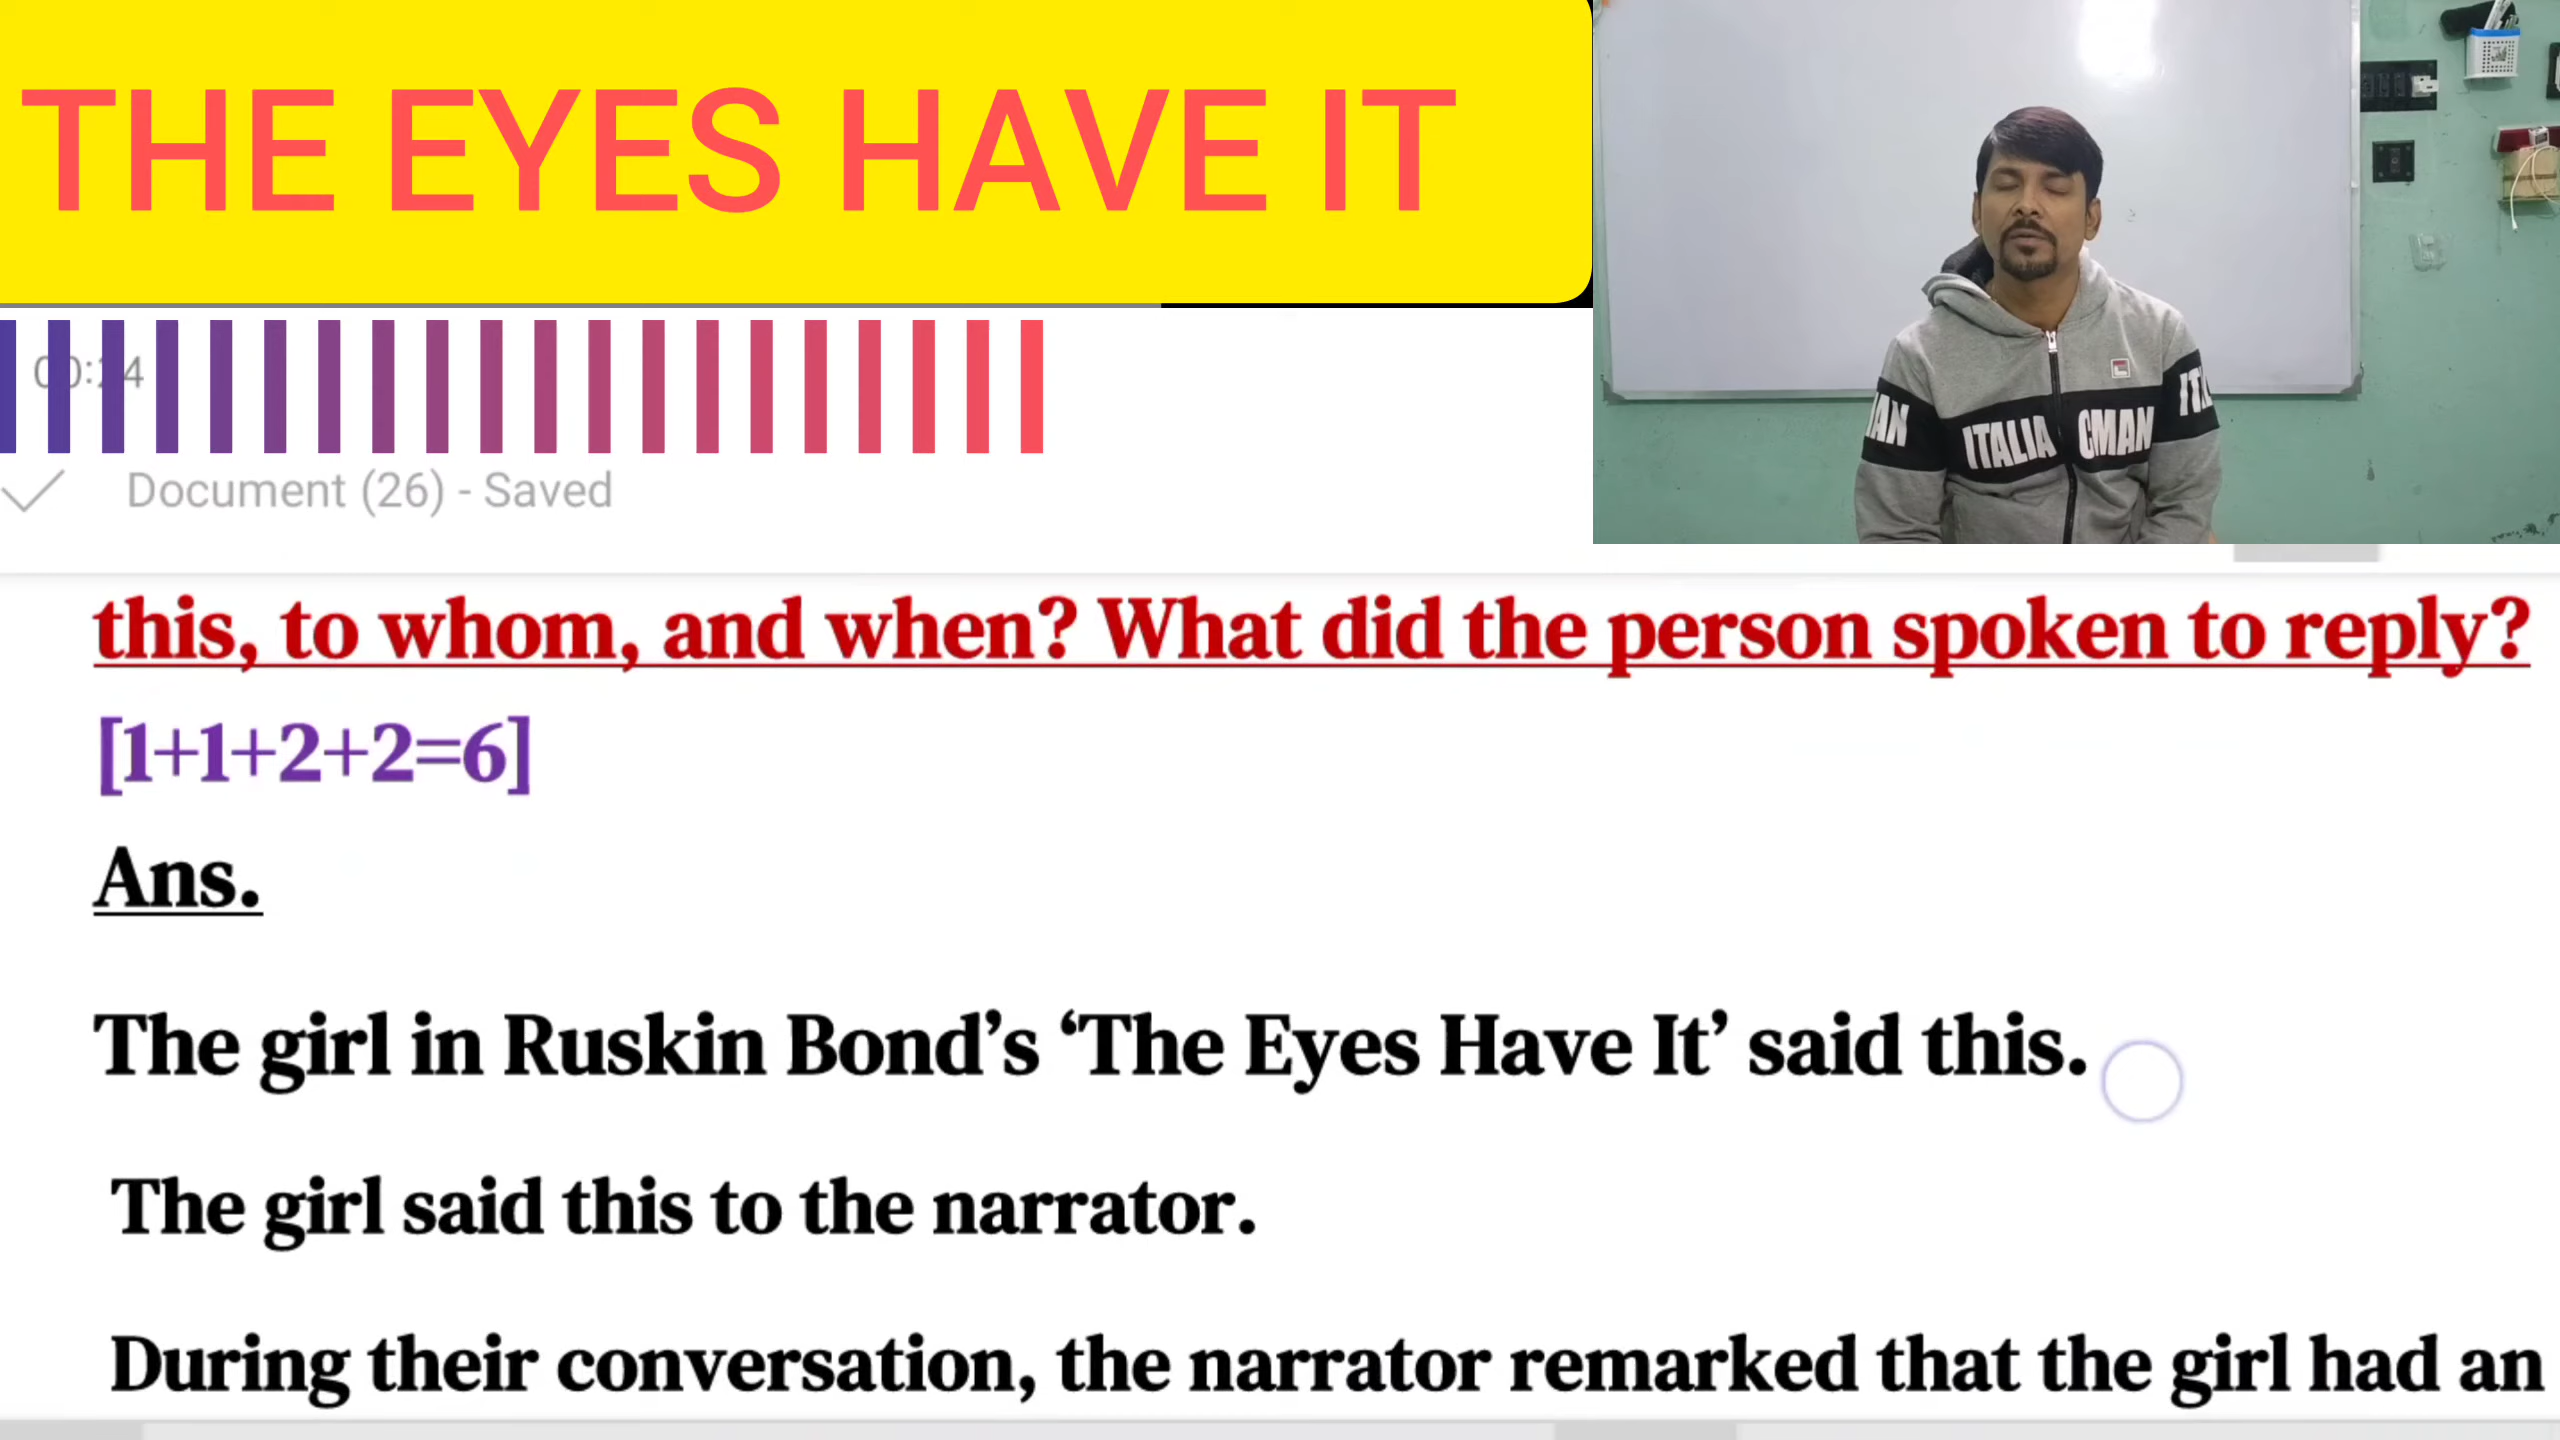 THE EYES HAVE IT
Document (26) - Saved
ITALIA CMAN
this, to whom, and when? What did the person spoken to reply?
[1+1+2+2=6]
Ans.
The girl in Ruskin Bond’s ‘The Eyes Have It’ said this.
The girl said this to the narrator.
During their conversation, the narrator remarked that the girl had an